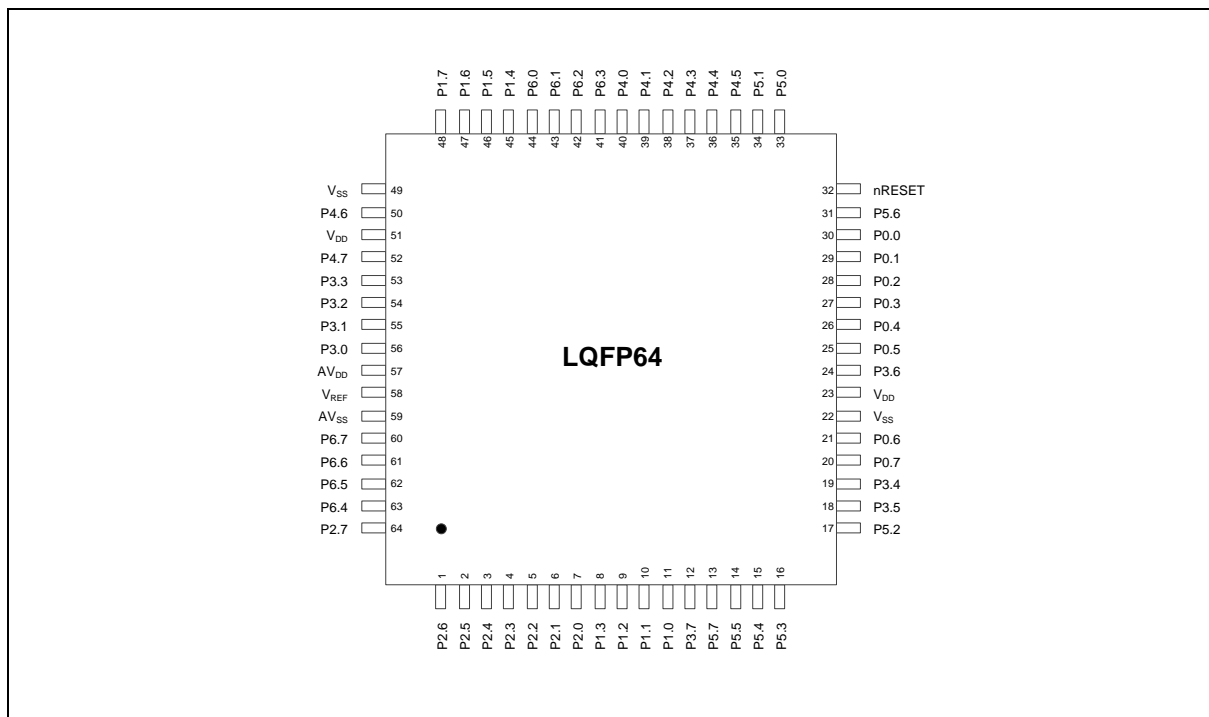 P1.7
P1.6
P1.5
P1.4
P6.0
P6.1
P6.2
P6.3
P4.0
P4.1
P4.2
P4.3
P4.4
P4.5
P5.1
P5.0
48 47 46 45 44 43 42 41 40 39 38 37 36 35 34 33
VSS 49
P4.6 50
VDD 51
P4.7 52
P3.3 53
P3.2 54
P3.1 55
P3.0 56
AVDD 57
VREF 58
AVSS 59
P6.7 60
P6.6 61
P6.5 62
P6.4 63
P2.7 64
LQFP64
32 nRESET
31 P5.6
30 P0.0
29 P0.1
28 P0.2
27 P0.3
26 P0.4
25 P0.5
24 P3.6
23 VDD
22 VSS
21 P0.6
20 P0.7
19 P3.4
18 P3.5
17 P5.2
1 2 3 4 5 6 7 8 9 10 11 12 13 14 15 16
P2.6
P2.5
P2.4
P2.3
P2.2
P2.1
P2.0
P1.3
P1.2
P1.1
P1.0
P3.7
P5.7
P5.5
P5.4
P5.3